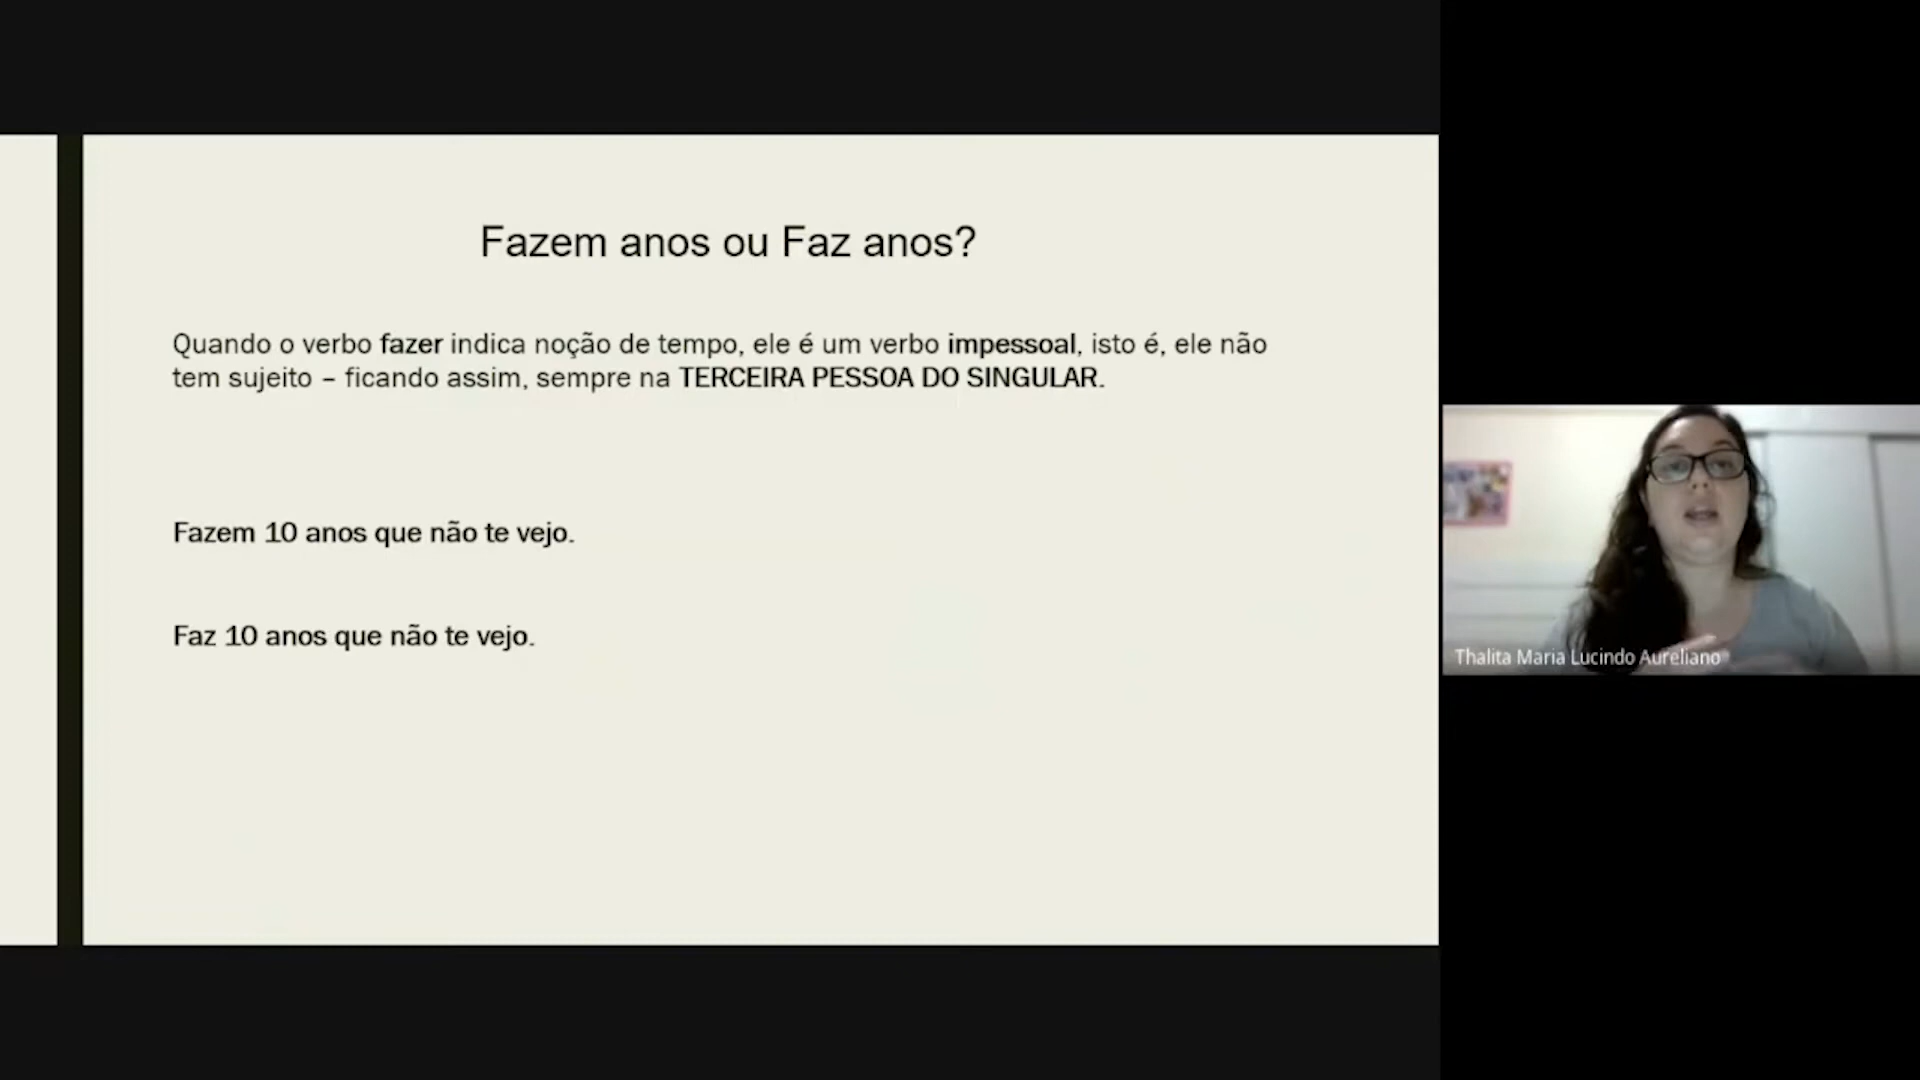 Fazem anos ou Faz anos?
Quando o verbo fazer indica noção de tempo, ele é um verbo impessoal, isto é, ele não
tem sujeito – ficando assim, sempre na TERCEIRA PESSOA DO SINGULAR.
Fazem 10 anos que não te vejo.
Faz 10 anos que não te vejo.
Thalita Maria Lucindo Aureliano